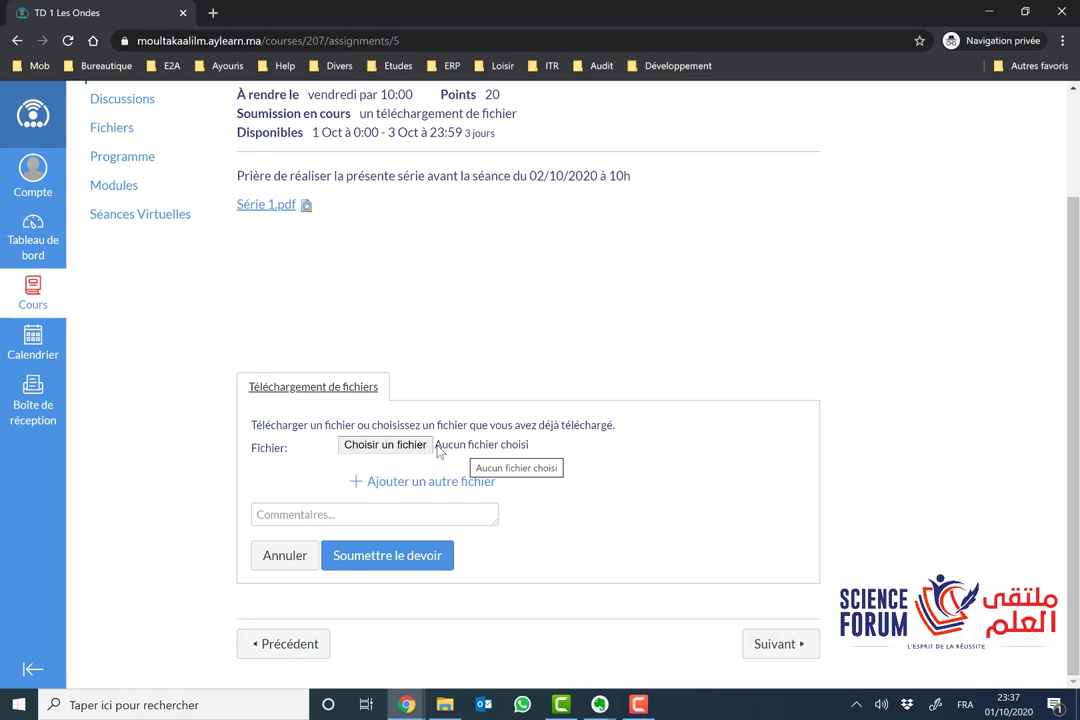 TD 1 Les Ondes
moultakaalilm.aylearn.ma/courses/207/assignments/5
Navigation privée
Mob Bureautique E2A Ayouris Help Divers Etudes ERP Loisir ITR Audit Développement Autres favoris
Compte
Tableau de
bord
Cours
Calendrier
Boîte de
réception
Discussions
Fichiers
Programme
Modules
Séances Virtuelles
À rendre le vendredi par 10:00 Points 20
Soumission en cours un téléchargement de fichier
Disponibles 1 Oct à 0:00 - 3 Oct à 23:59 3 jours
Prière de réaliser la présente série avant la séance du 02/10/2020 à 10h
Série 1.pdf
Téléchargement de fichiers
Télécharger un fichier ou choisissez un fichier que vous avez déjà téléchargé.
Fichier: Choisir un fichier Aucun fichier choisi
Aucun fichier choisi
Ajouter un autre fichier
Commentaires...
Annuler Soumettre le devoir
Précédent Suivant
SCIENCE
FORUM
ملتقى
العلم
L'ESPRIT DE LA RÉUSSITE
Taper ici pour rechercher
FRA
23:37
01/10/2020
1